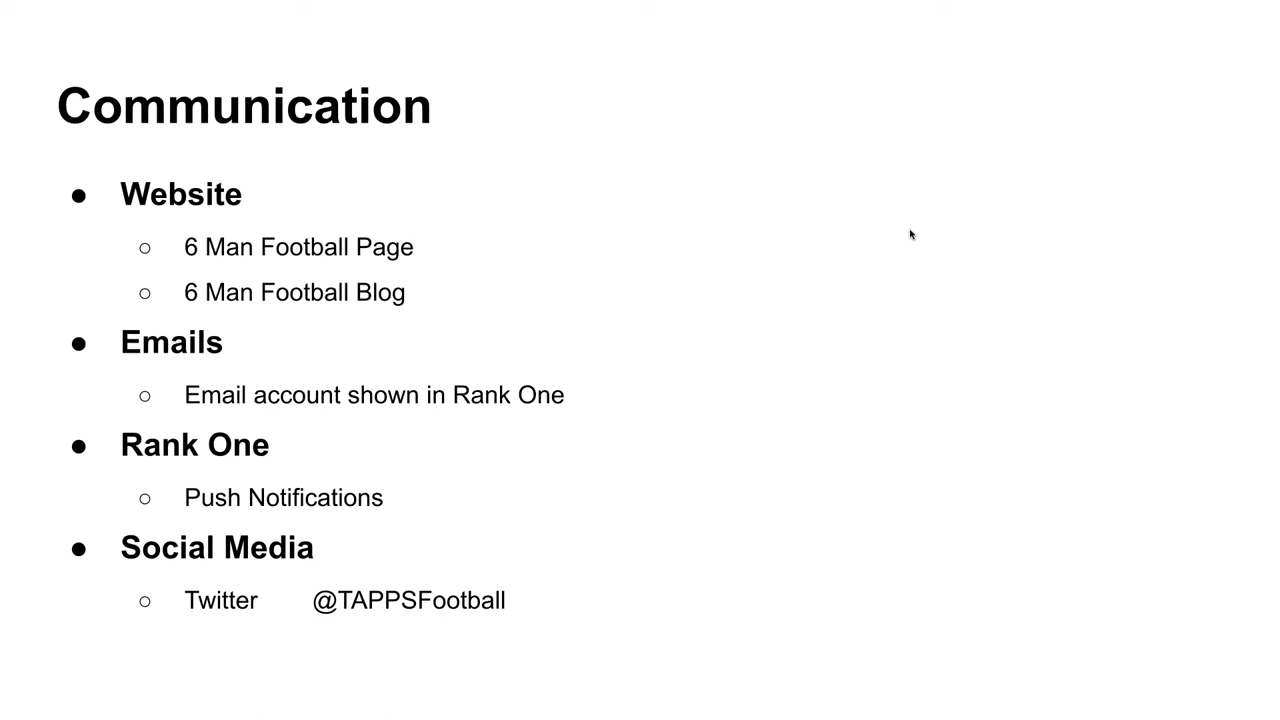 Communication
● Website
○ 6 Man Football Page
○ 6 Man Football Blog
● Emails
○ Email account shown in Rank One
● Rank One
○ Push Notifications
● Social Media
○ Twitter @TAPPSFootball